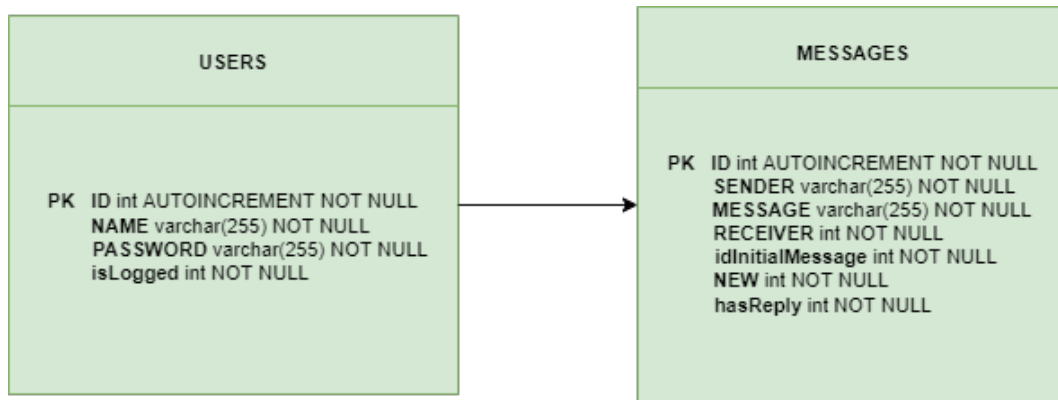 USERS
PK ID int AUTOINCREMENT NOT NULL
NAME varchar(255) NOT NULL
PASSWORD varchar(255) NOT NULL
isLogged int NOT NULL
MESSAGES
PK ID int AUTOINCREMENT NOT NULL
SENDER varchar(255) NOT NULL
MESSAGE varchar(255) NOT NULL
RECEIVER int NOT NULL
idInitialMessage int NOT NULL
NEW int NOT NULL
hasReply int NOT NULL